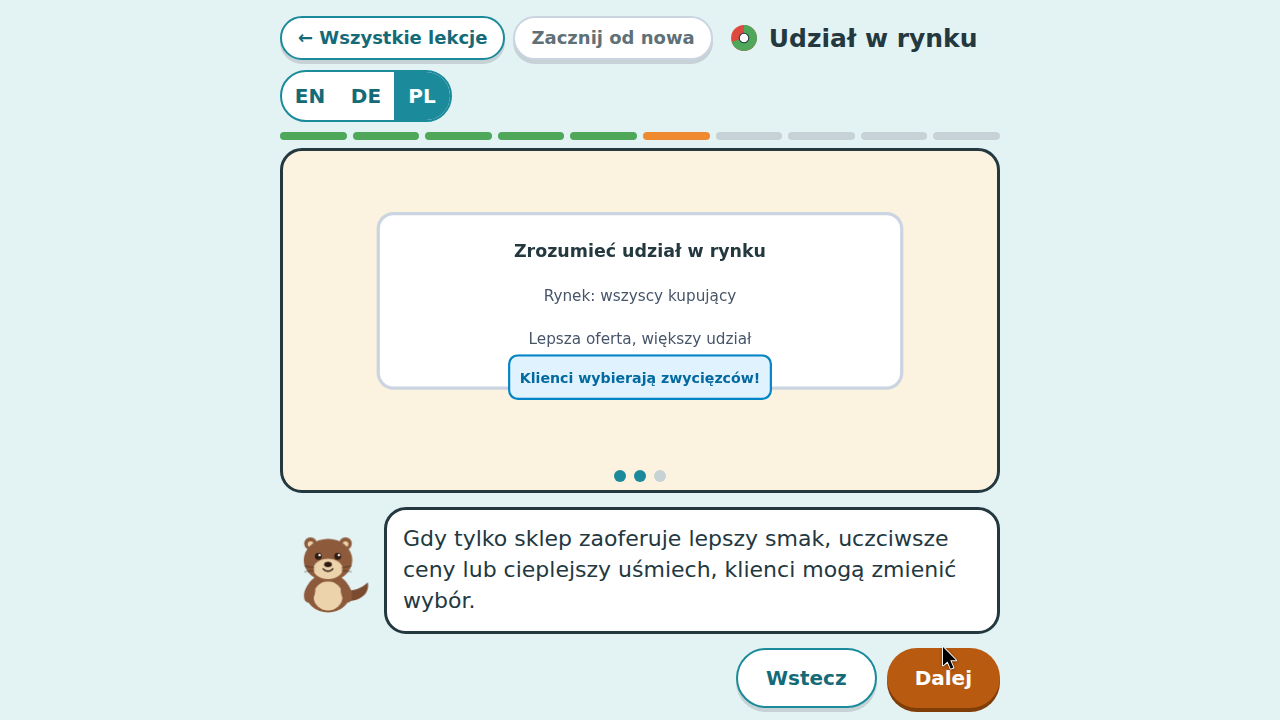 ← Wszystkie lekcje
Zacznij od nowa
Udział w rynku
EN DE PL
Zrozumieć udział w rynku
Rynek: wszyscy kupujący
Lepsza oferta, większy udział
Klienci wybierają zwycięzców!
Gdy tylko sklep zaoferuje lepszy smak, uczciwsze
ceny lub cieplejszy uśmiech, klienci mogą zmienić
wybór.
Wstecz
Dalej